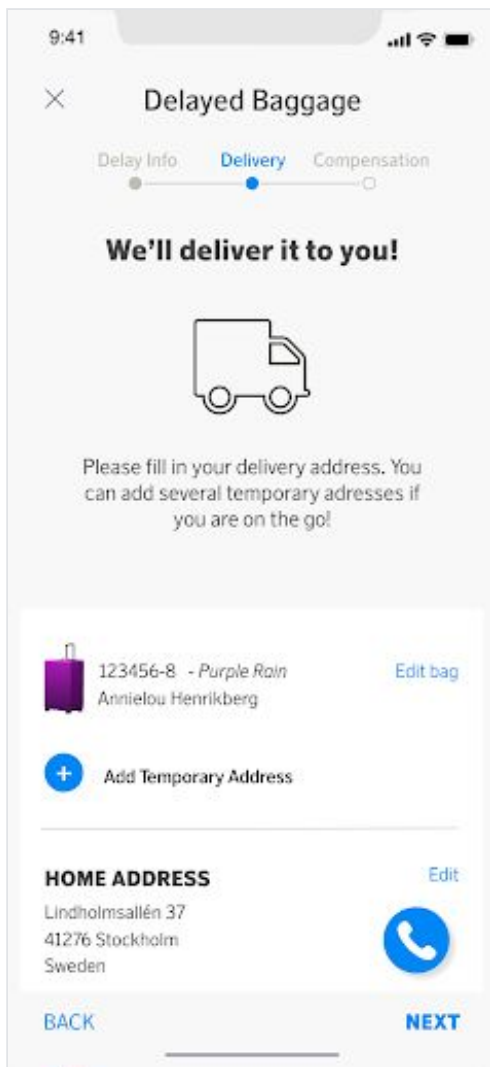 9:41
Delayed Baggage
Delay Info Delivery Compensation
We'll deliver it to you!
Please fill in your delivery address. You
can add several temporary adresses if
you are on the go!
123456-8 - Purple Rain
Edit bag
Annielou Henrikberg
Add Temporary Address
HOME ADDRESS
Edit
Lindholmsallén 37
41276 Stockholm
Sweden
BACK
NEXT